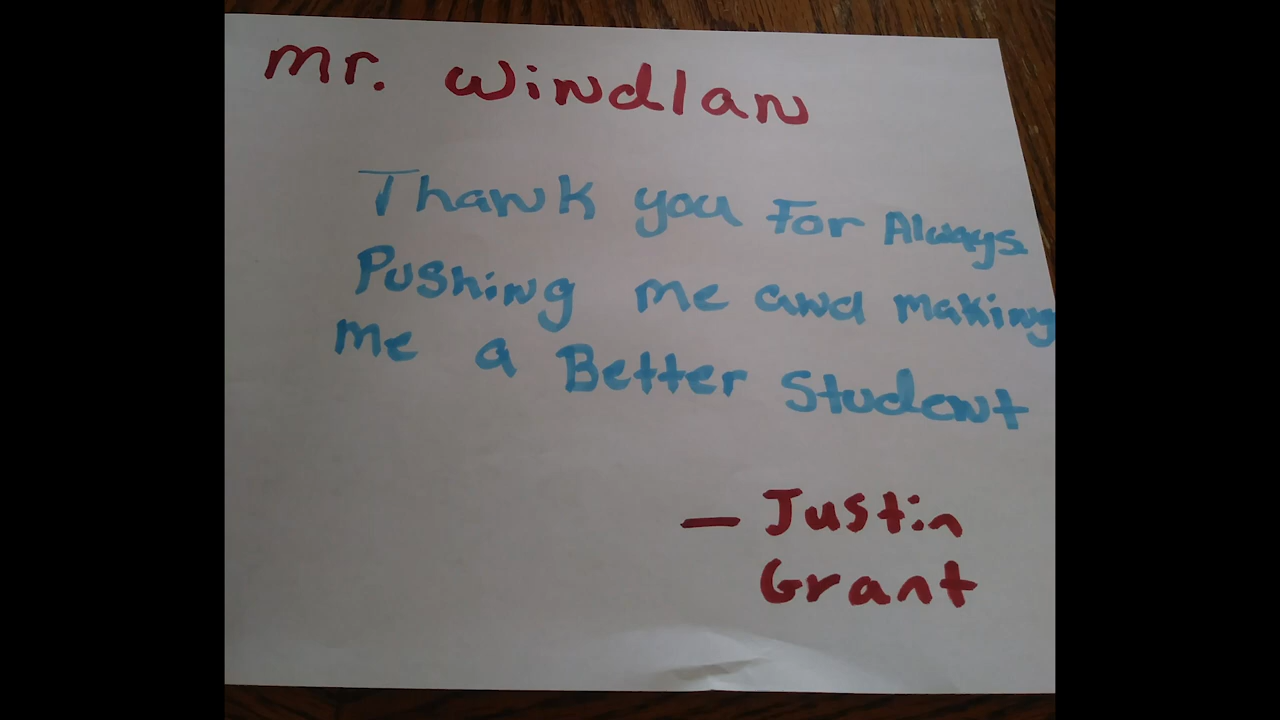 mr. windlan
Thank you For Always
Pushing me and making
me a Better Student
— Justin
Grant